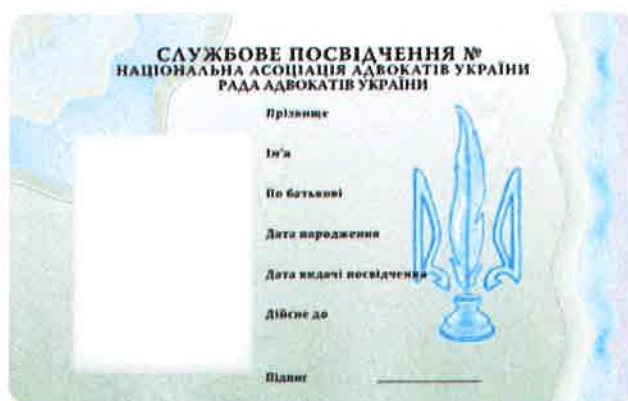 СЛУЖБОВЕ ПОСВІДЧЕННЯ №
НАЦІОНАЛЬНА АСОЦІАЦІЯ АДВОКАТІВ УКРАЇНИ
РАДА АДВОКАТІВ УКРАЇНИ
Прізвище
Ім'я
По батькові
Дата народження
Дата видачі посвідчення
Дійсне до
Підпис